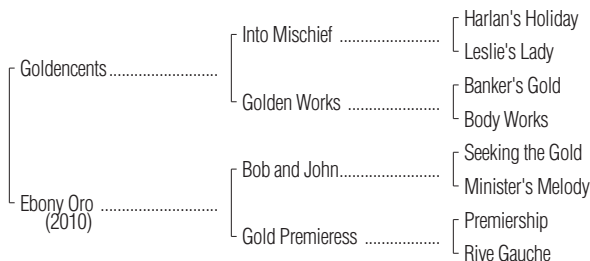 Harlan's Holiday
Into Mischief
Leslie's Lady
Goldencents
Banker's Gold
Golden Works
Body Works
Seeking the Gold
Bob and John
Minister's Melody
Ebony Oro
(2010)
Premiership
Gold Premieress
Rive Gauche